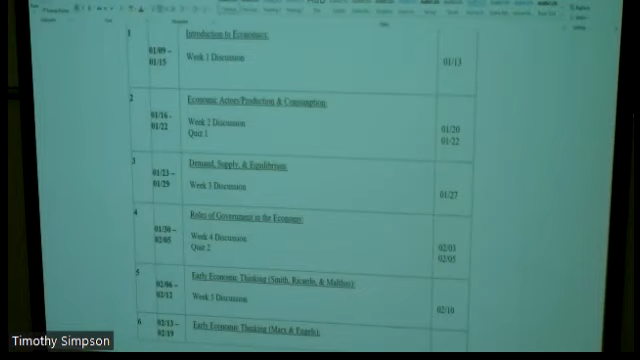 1
Introduction to Economics:
01/09 –
01/15
Week 1 Discussion
01/13
2
Economic Actors/Production & Consumption:
01/16-
01/22
Week 2 Discussion
01/20
Quiz 1
01/22
3
Demand, Supply, & Equilibrium:
01/23 –
01/29
Week 3 Discussion
01/27
4
Roles of Government in the Economy:
01/30 –
02/05
Week 4 Discussion
02/03
Quiz 2
02/05
5
Early Economic Thinking (Smith, Ricardo, & Malthus):
02/06 –
02/12
Week 5 Discussion
02/10
6
02/13 –
02/19
Early Economic Thinking (Marx & Engels):
Timothy Simpson